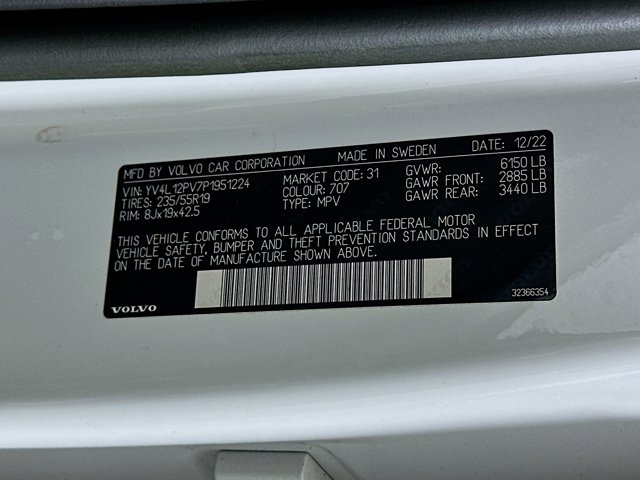 MFD BY VOLVO CAR CORPORATION MADE IN SWEDEN DATE: 12/22
VIN: YV4L12PV7P1951224 MARKET CODE: 31 GVWR: 6150 LB
TIRES: 235/55R19 COLOUR: 707 GAWR FRONT: 2885 LB
RIM: 8Jx19x42.5 TYPE: MPV GAWR REAR: 3440 LB
THIS VEHICLE CONFORMS TO ALL APPLICABLE FEDERAL MOTOR
VEHICLE SAFETY, BUMPER AND THEFT PREVENTION STANDARDS IN EFFECT
ON THE DATE OF MANUFACTURE SHOWN ABOVE.
VOLVO 32366354